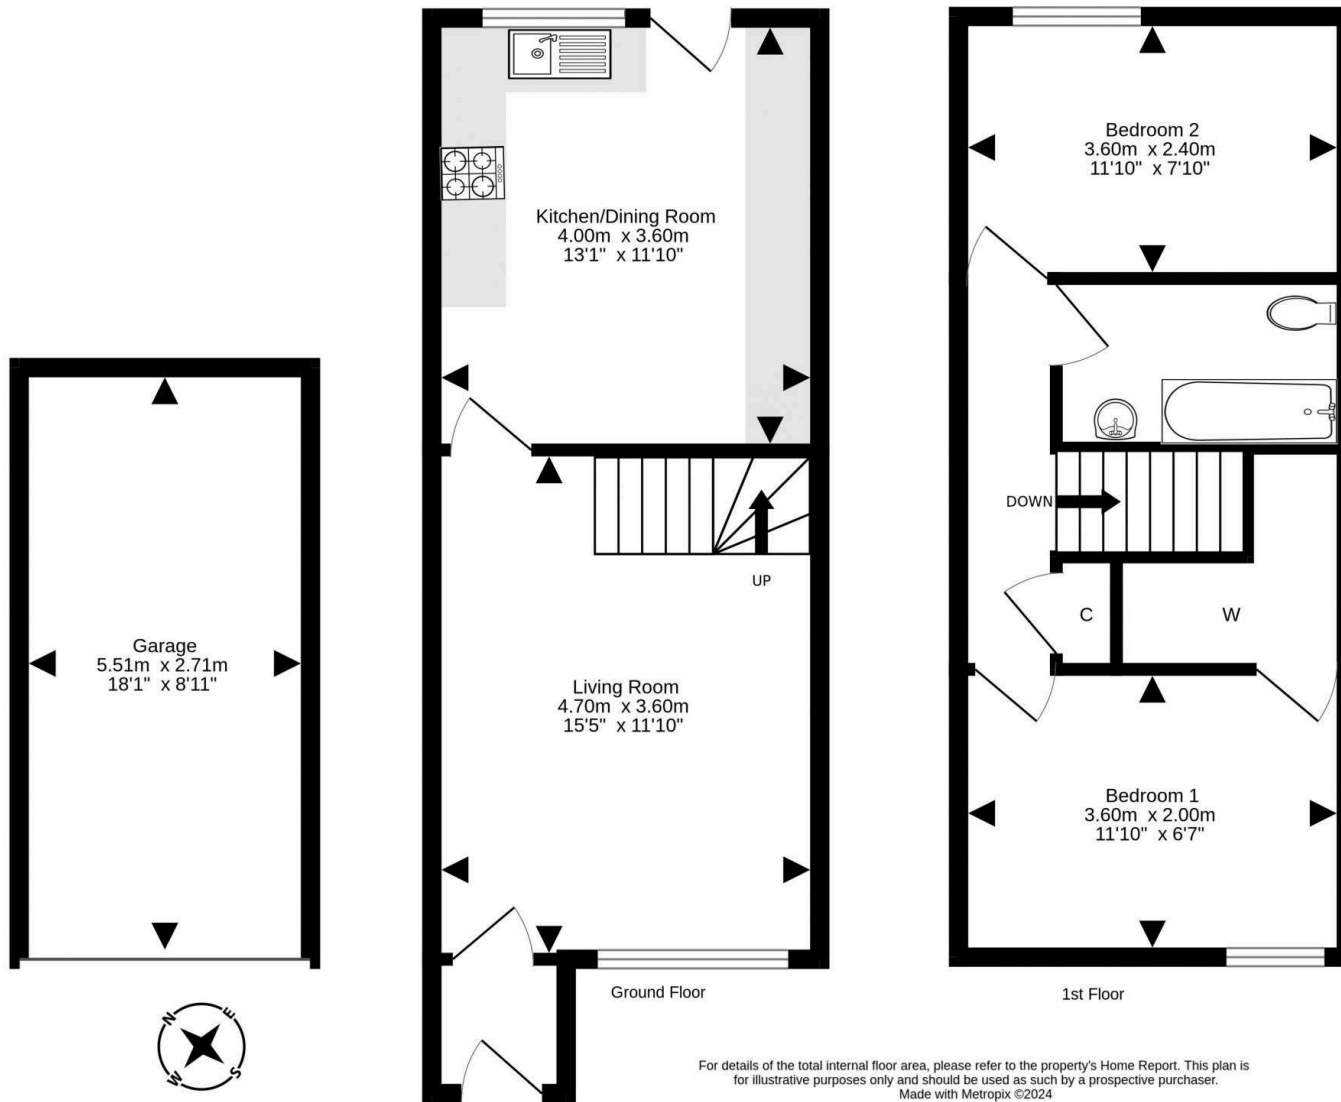 Kitchen/Dining Room
4.00m x 3.60m
13'1" x 11'10"
Bedroom 2
3.60m x 2.40m
11'10" x 7'10"
DOWN
UP
C
W
Garage
5.51m x 2.71m
18'1" x 8'11"
Living Room
4.70m x 3.60m
15'5" x 11'10"
Bedroom 1
3.60m x 2.00m
11'10" x 6'7"
Ground Floor
1st Floor
N
E
W
S
For details of the total internal floor area, please refer to the property's Home Report. This plan is
for illustrative purposes only and should be used as such by a prospective purchaser.
Made with Metropix ©2024